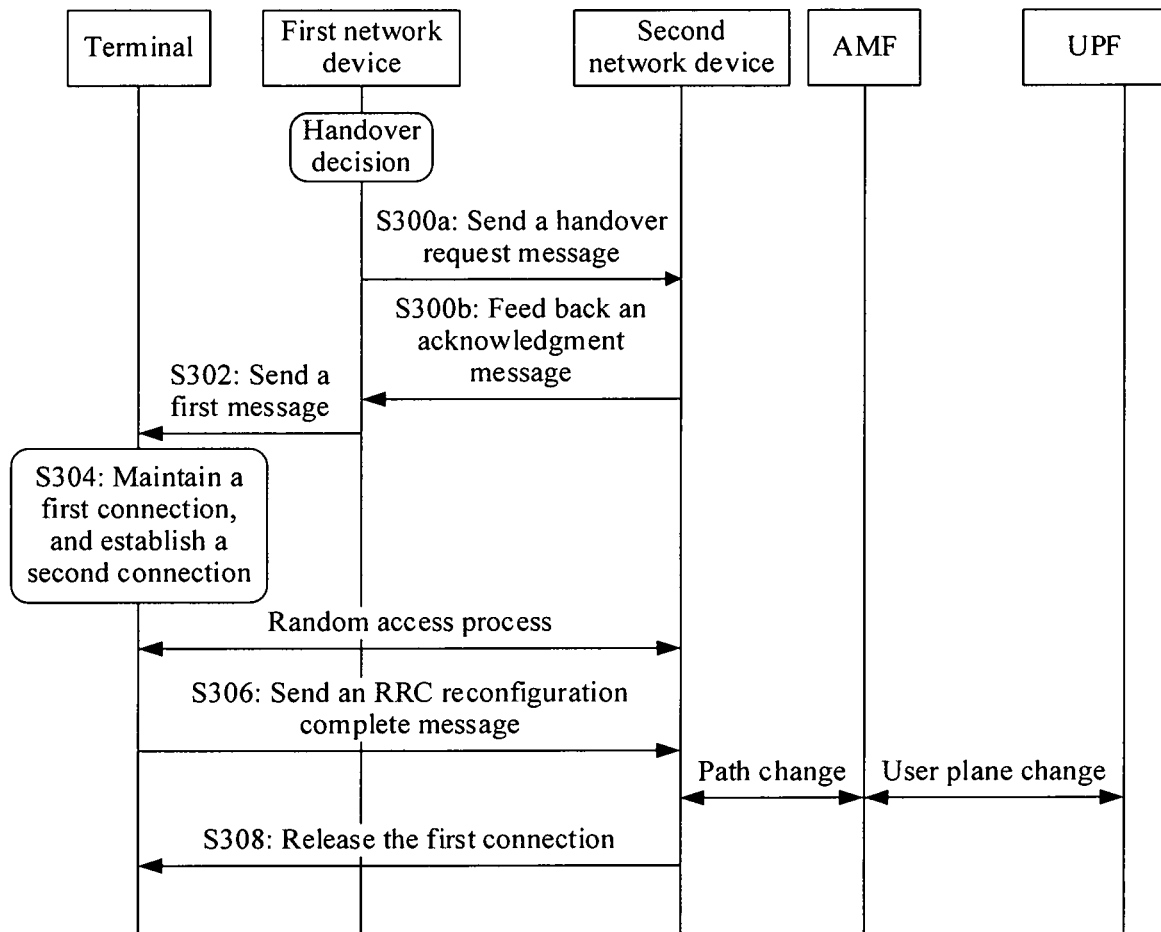 Terminal
First network
device
Second
network device
AMF
UPF
Handover
decision
S300a: Send a handover
request message
S300b: Feed back an
acknowledgment
message
S302: Send a
first message
S304: Maintain a
first connection,
and establish a
second connection
Random access process
S306: Send an RRC reconfiguration
complete message
Path change
User plane change
S308: Release the first connection